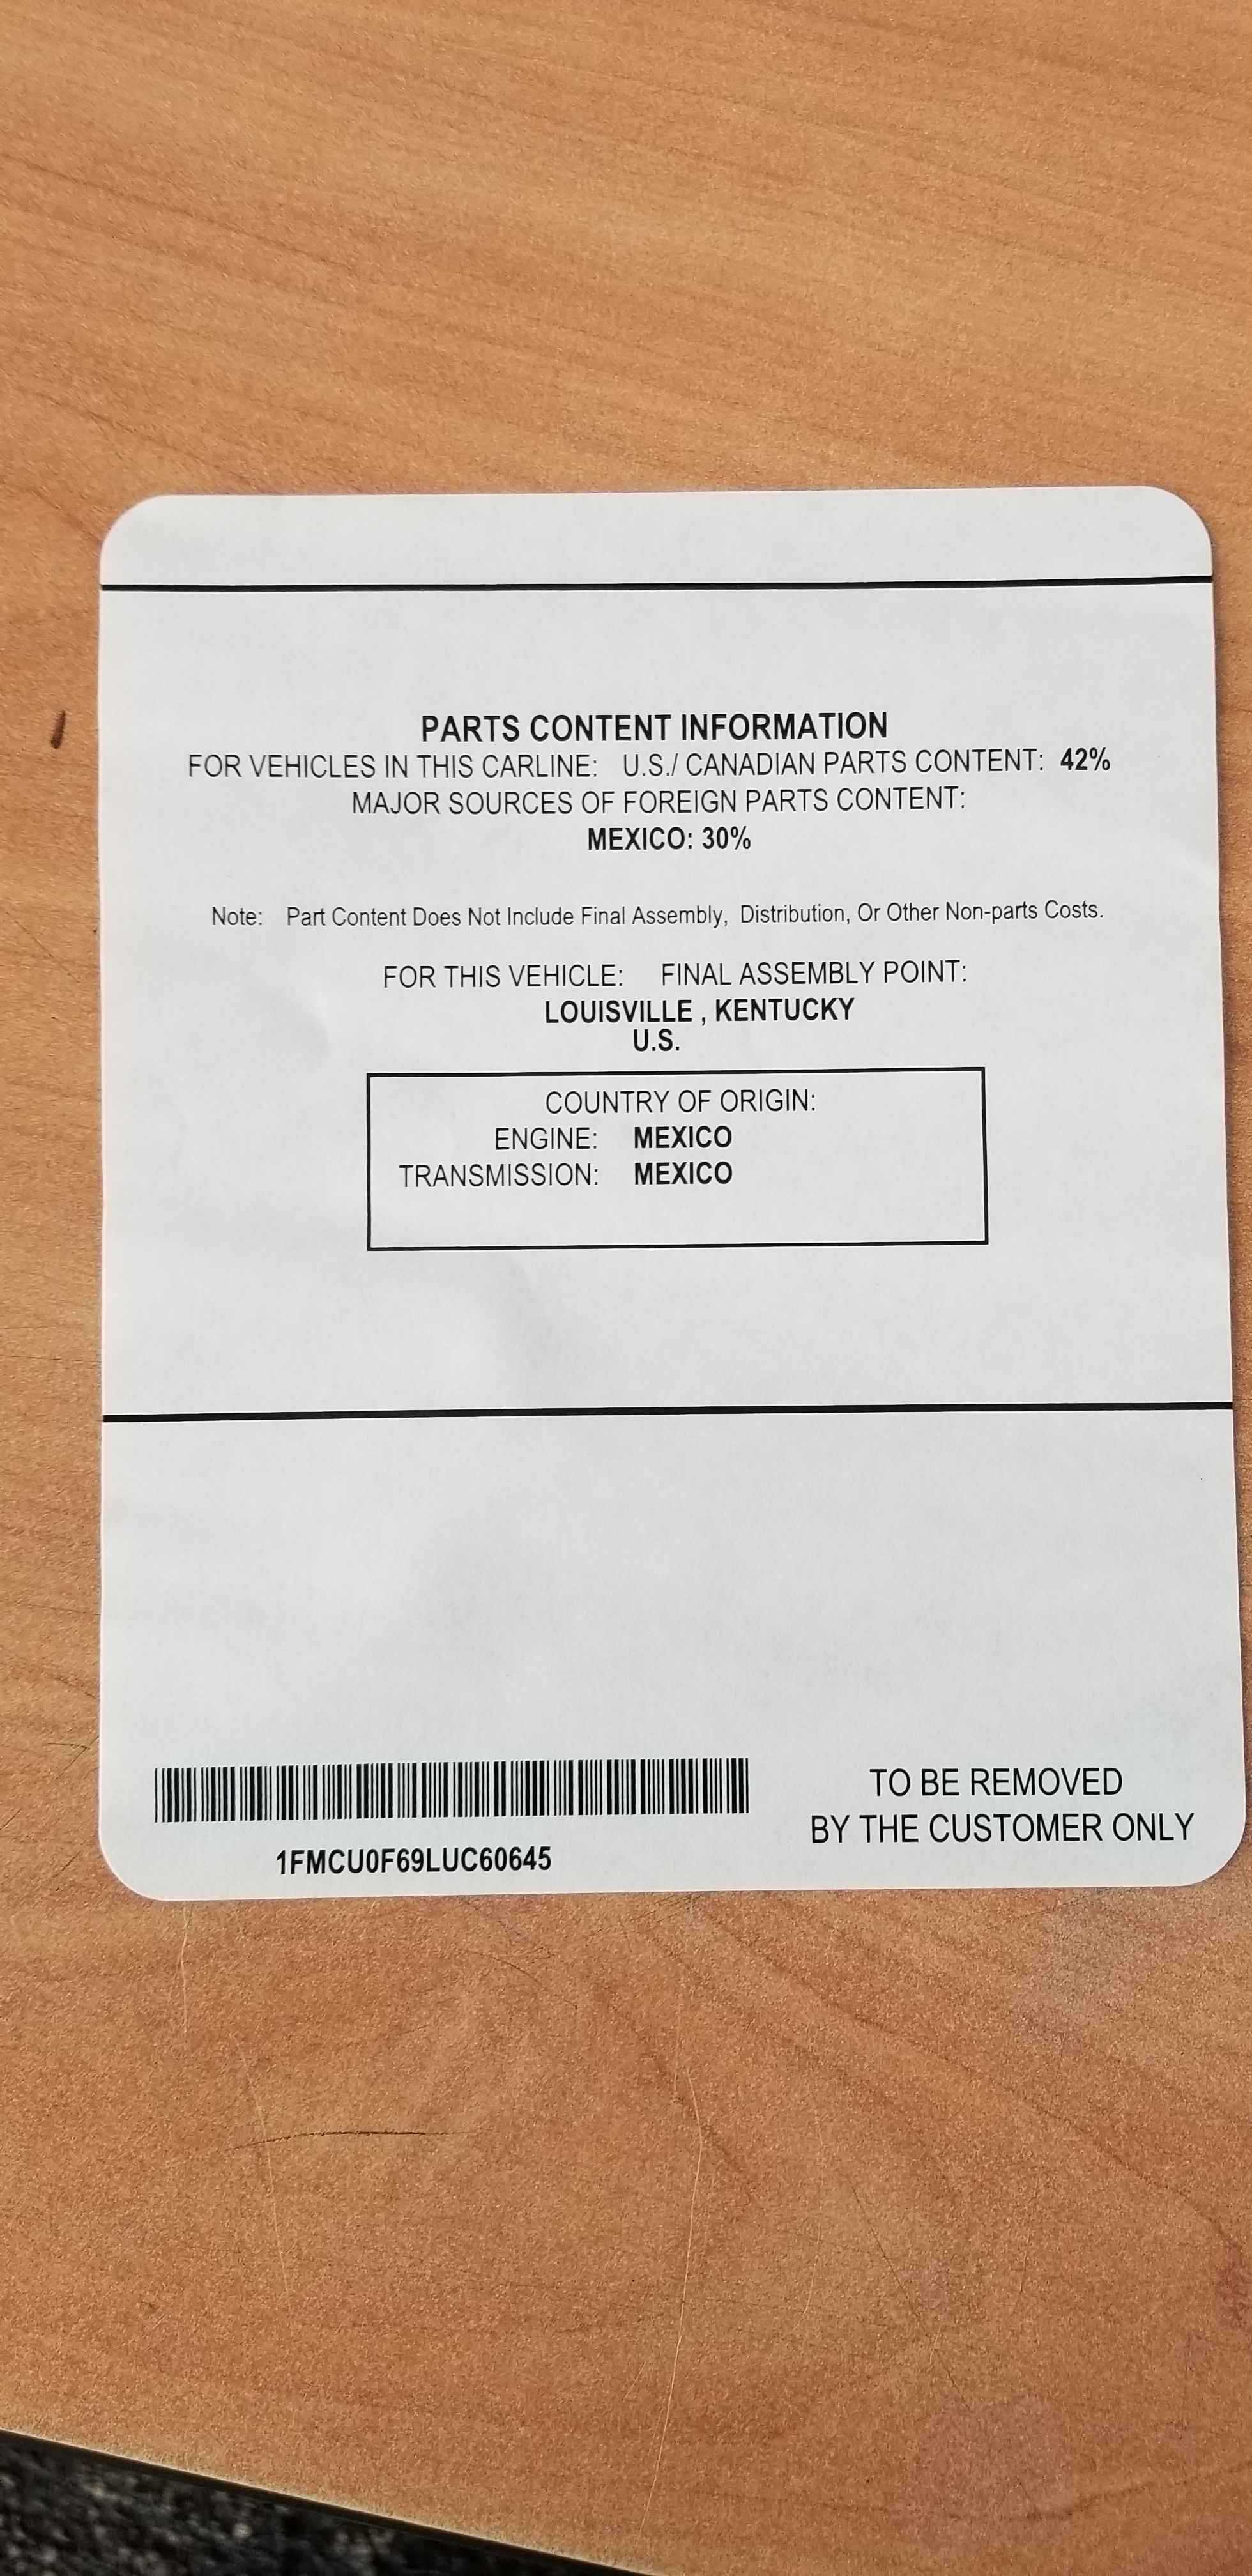 PARTS CONTENT INFORMATION
FOR VEHICLES IN THIS CARLINE: U.S./ CANADIAN PARTS CONTENT: 42%
MAJOR SOURCES OF FOREIGN PARTS CONTENT:
MEXICO: 30%
Note: Part Content Does Not Include Final Assembly, Distribution, Or Other Non-parts Costs.
FOR THIS VEHICLE: FINAL ASSEMBLY POINT:
LOUISVILLE , KENTUCKY
U.S.
COUNTRY OF ORIGIN:
ENGINE: MEXICO
TRANSMISSION: MEXICO
1FMCU0F69LUC60645
TO BE REMOVED
BY THE CUSTOMER ONLY